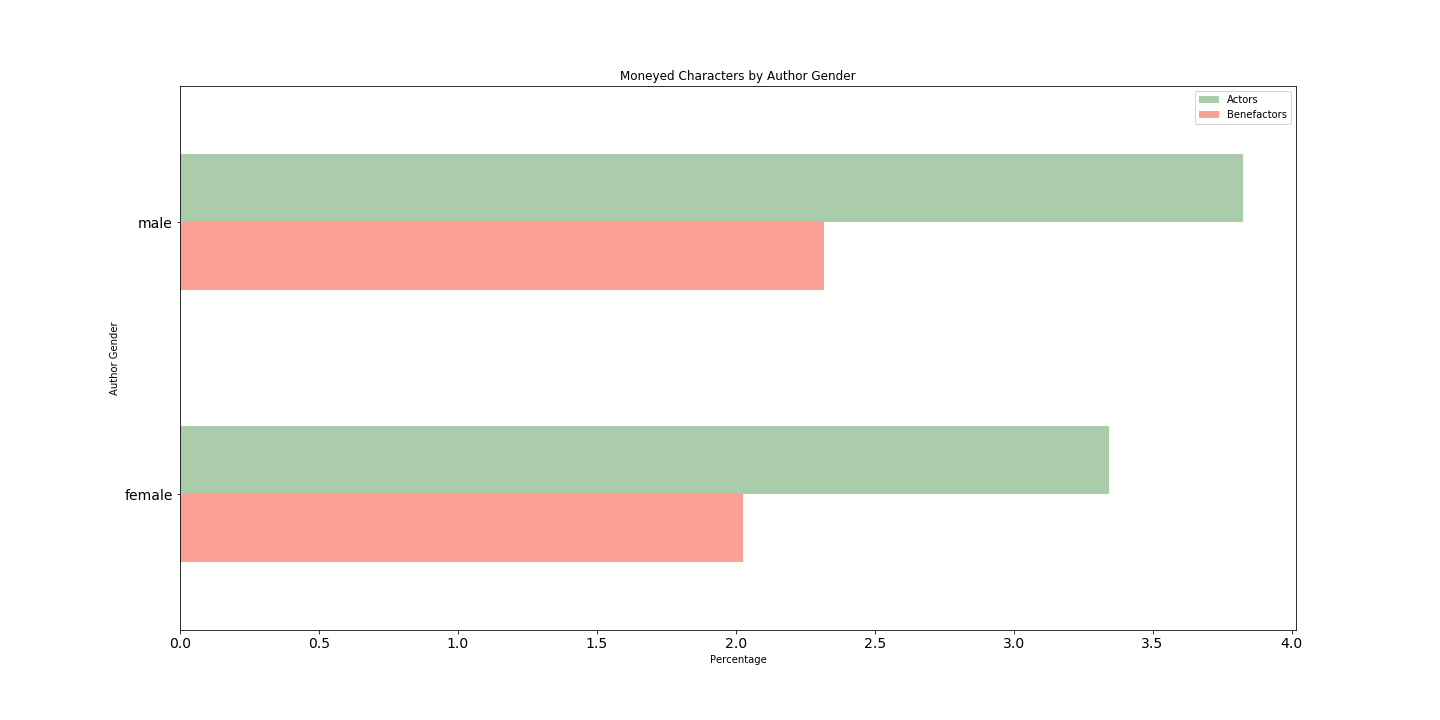 Moneyed Characters by Author Gender
Actors
Benefactors
male
Author Gender
female
0.0 0.5 1.0 1.5 2.0 2.5 3.0 3.5 4.0
Percentage